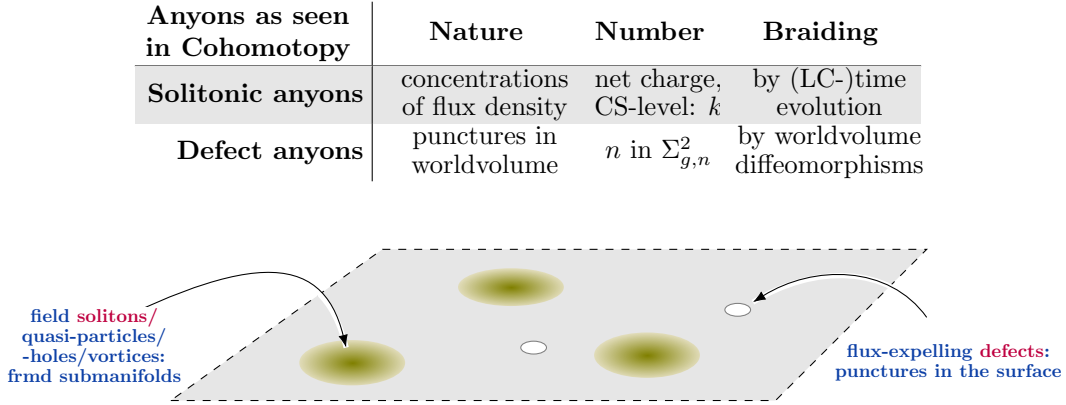 Anyons as seen
in Cohomotopy
Nature
Number
Braiding
Solitonic anyons
concentrations
of flux density
net charge,
CS-level: k
by (LC-)time
evolution
Defect anyons
punctures in
worldvolume
n in Σ²_{g,n}
by worldvolume
diffeomorphisms
field solitons/
quasi-particles/
-holes/vortices:
frmd submanifolds
flux-expelling defects:
punctures in the surface